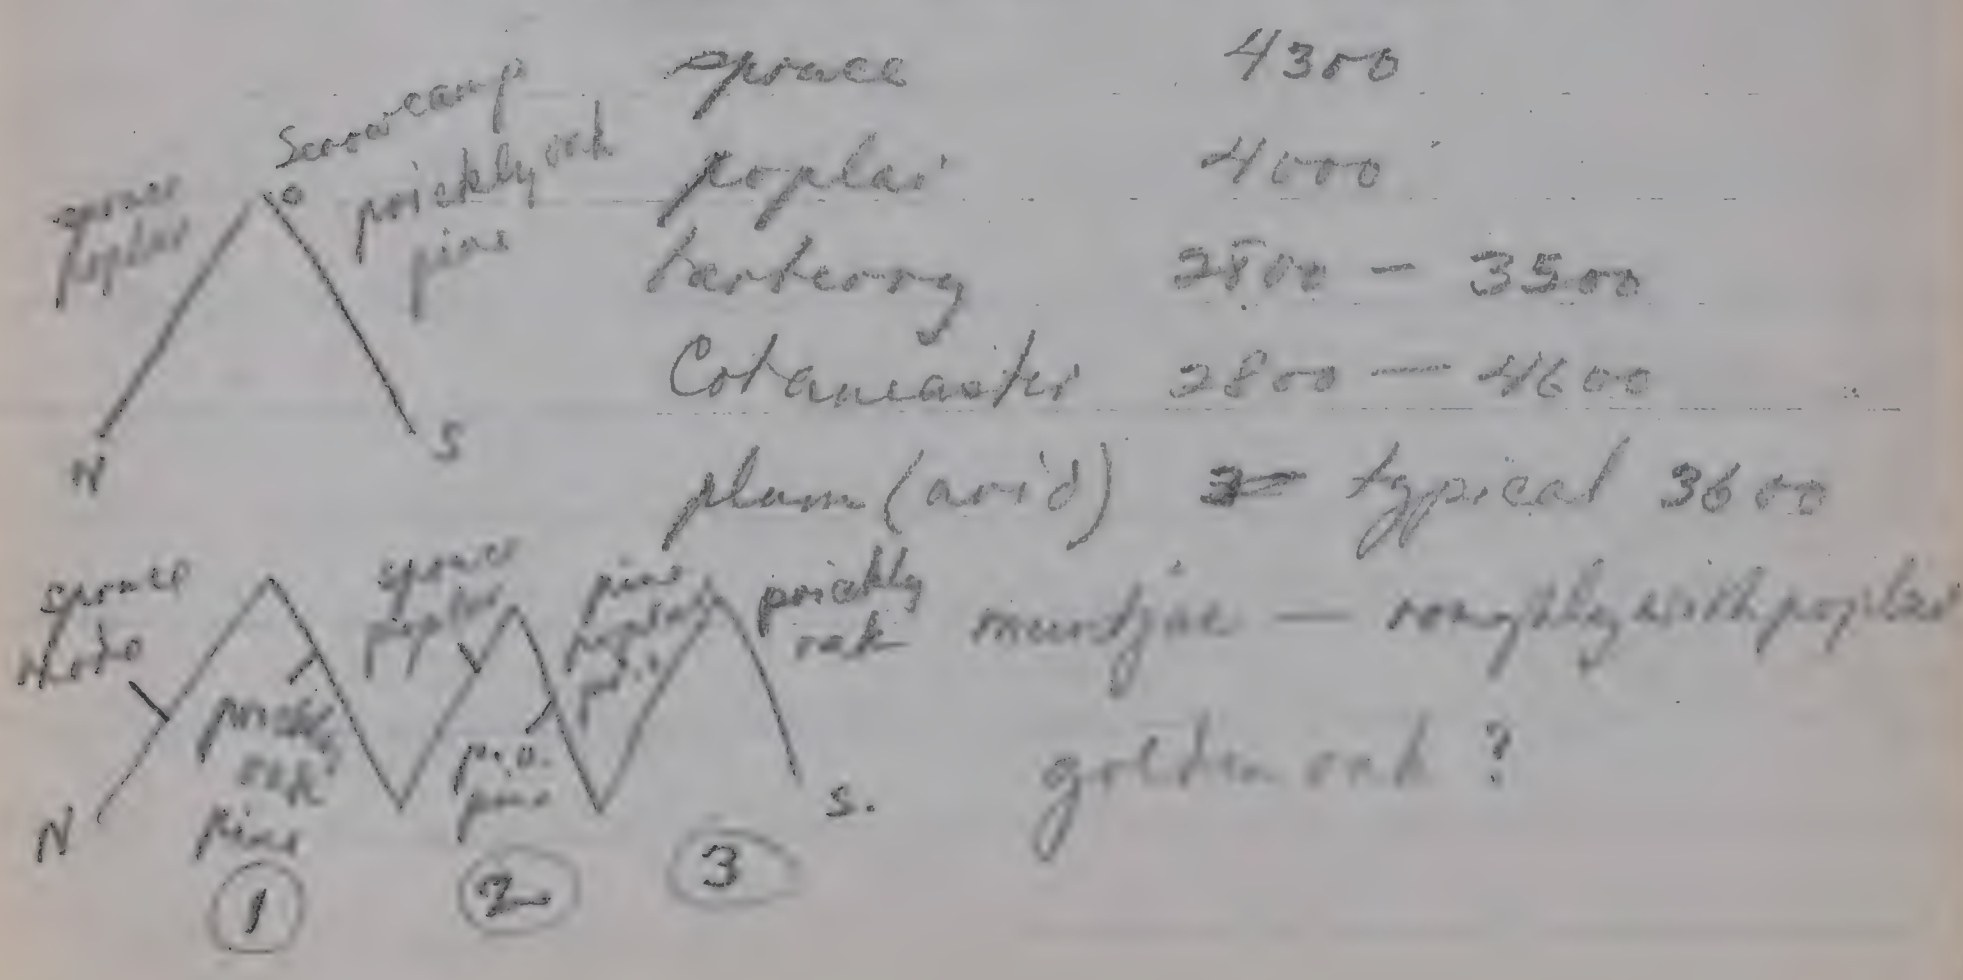 spruce 4300
poplar 4000
barberry 2800 – 3500
Cotaneaster 2800 — 4600
plum (arid) typical 3600
muntjac — roughly with poplar
golden oak ?
Serow camp
spruce
poplar
prickly oak
pine
N
S
spruce
rhodo
prickly
oak
pine
spruce
poplar
p.o.
pine
pine
poplar
p.o.
prickly
oak
N
S.
1
2
3